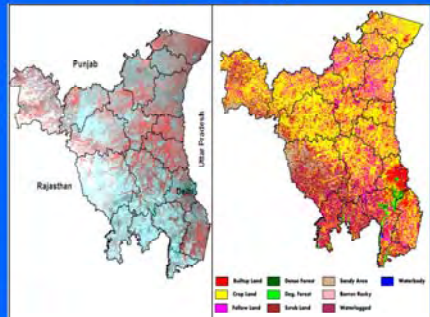 Punjab
Uttar Pradesh
Rajasthan
Delhi
Builtup Land
Crop Land
Fallow Land
Dense Forest
Deg. Forest
Scrub Land
Sandy Area
Barren Rocky
Waterlogged
Waterbody